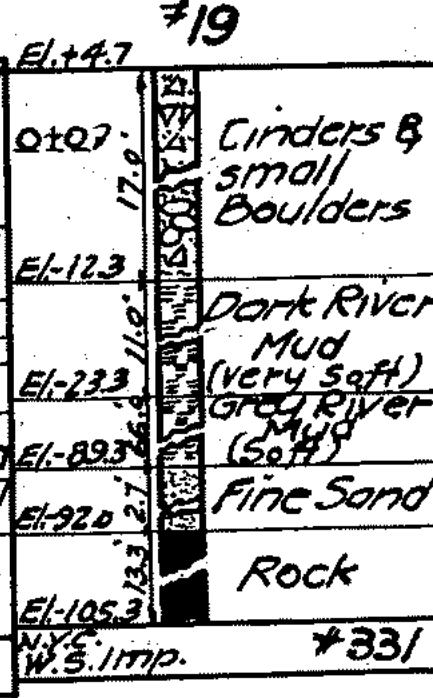 #19
El.+4.7
0to7'
17.0'
Cinders &
small
Boulders
El-12.3
11.0'
Dark River
Mud
(very soft)
El-23.3
66.0'
Grey River
Mud
(Soft)
El-89.3
2.7'
Fine Sand
El-92.0
13.3'
Rock
El-105.3
N.Y.C.
W.S.Imp.
#331